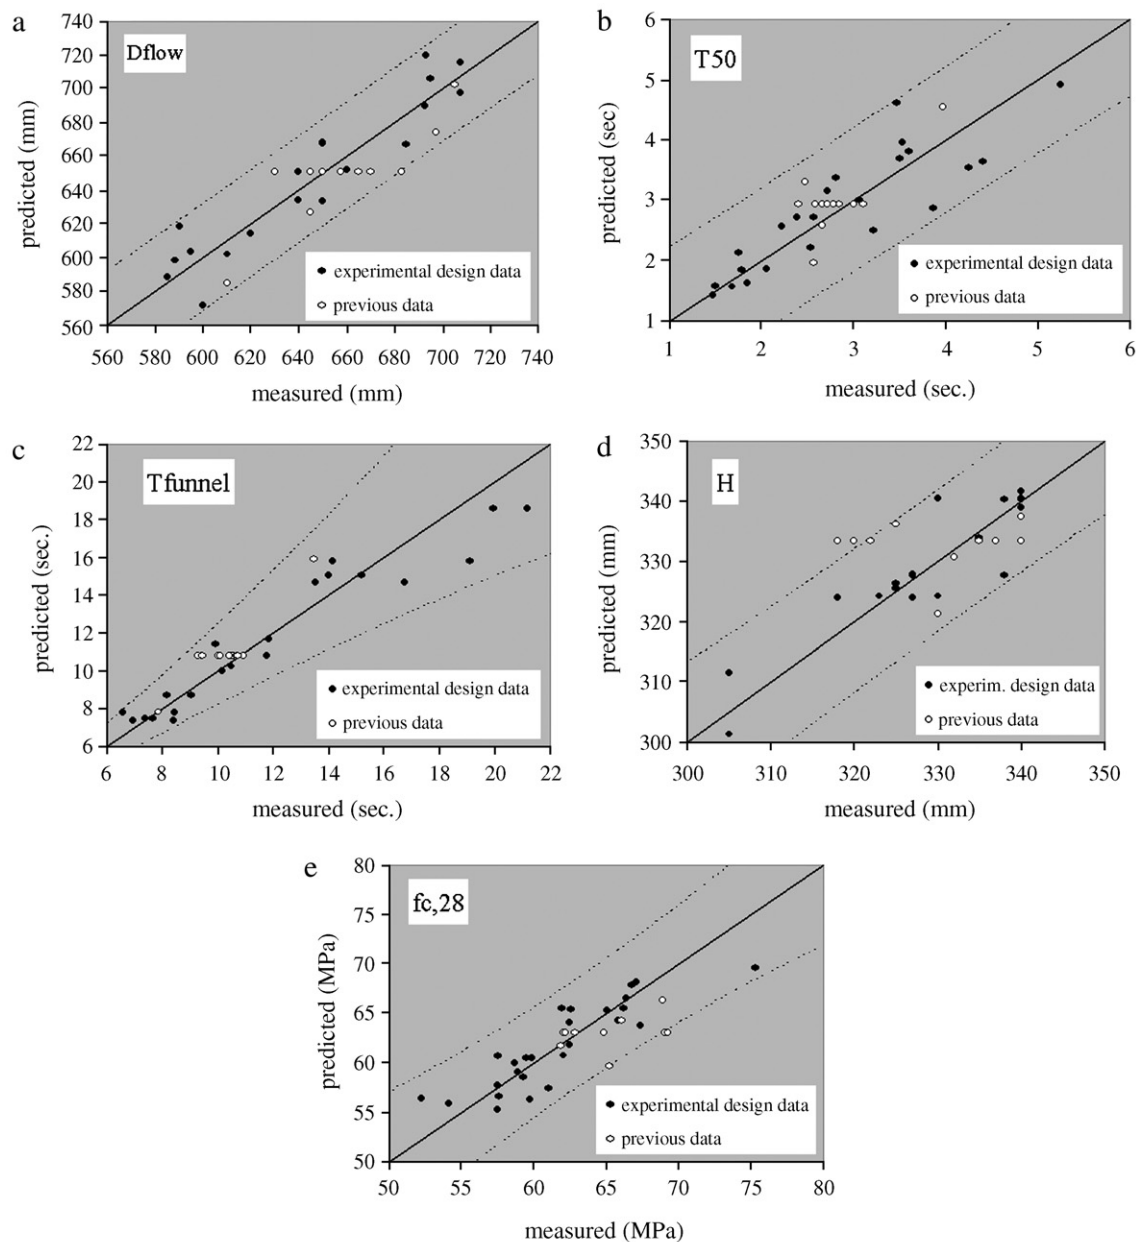 a
Dflow
740
720
700
680
660
640
620
600
580
560
predicted (mm)
experimental design data
previous data
560 580 600 620 640 660 680 700 720 740
measured (mm)
b
T50
6
5
4
3
2
1
predicted (sec
experimental design data
previous data
1 2 3 4 5 6
measured (sec.)
c
Tfunnel
22
20
18
16
14
12
10
8
6
predicted (sec.)
experimental design data
previous data
6 8 10 12 14 16 18 20 22
measured (sec.)
d
H
350
340
330
320
310
300
predicted (mm)
experim. design data
previous data
300 310 320 330 340 350
measured (mm)
e
fc,28
80
75
70
65
60
55
50
predicted (MPa)
experimental design data
previous data
50 55 60 65 70 75 80
measured (MPa)